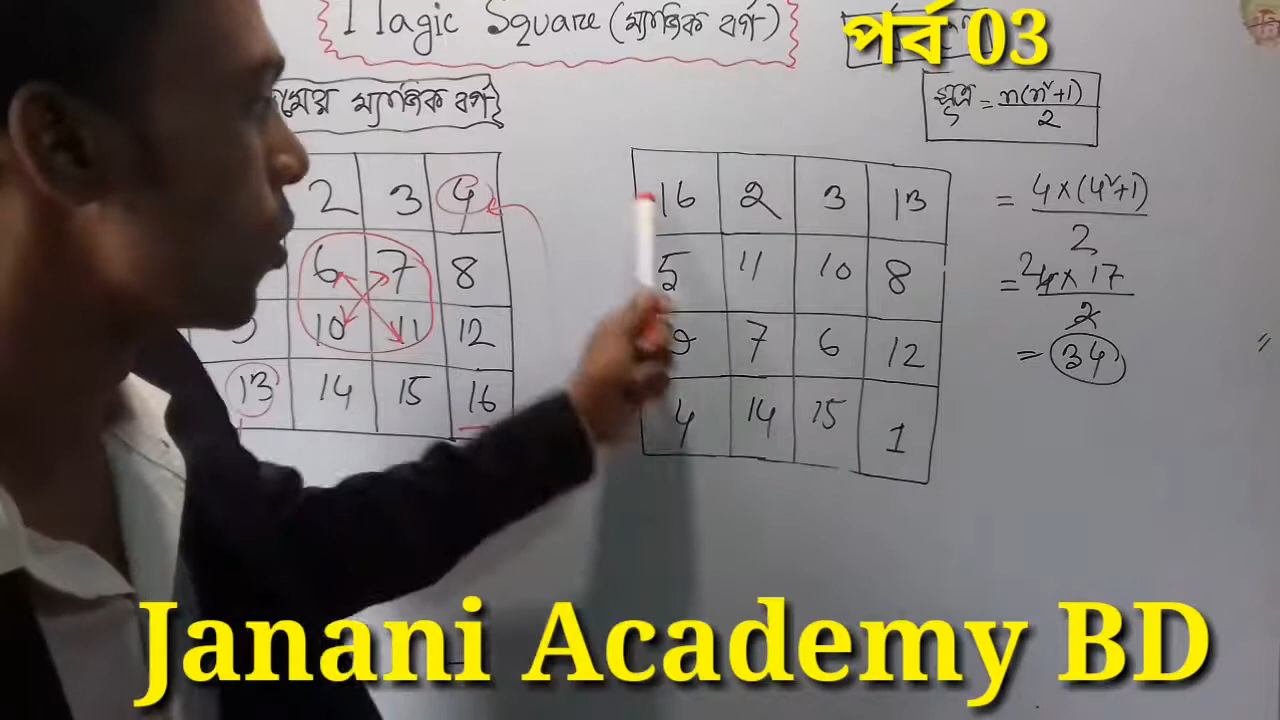 Magic Square (ম্যাজিক বর্গ)
পর্ব 03
সূত্র = n(n²+1)
2
ম্যাজিক বর্গ
2 3 4
6 7 8
10 11 12
13 14 15 16
16 2 3 13
5 11 10 8
9 7 6 12
4 14 15 1
= 4×(4²+1)
2
= 2 4 × 17
2
= 34
Janani Academy BD